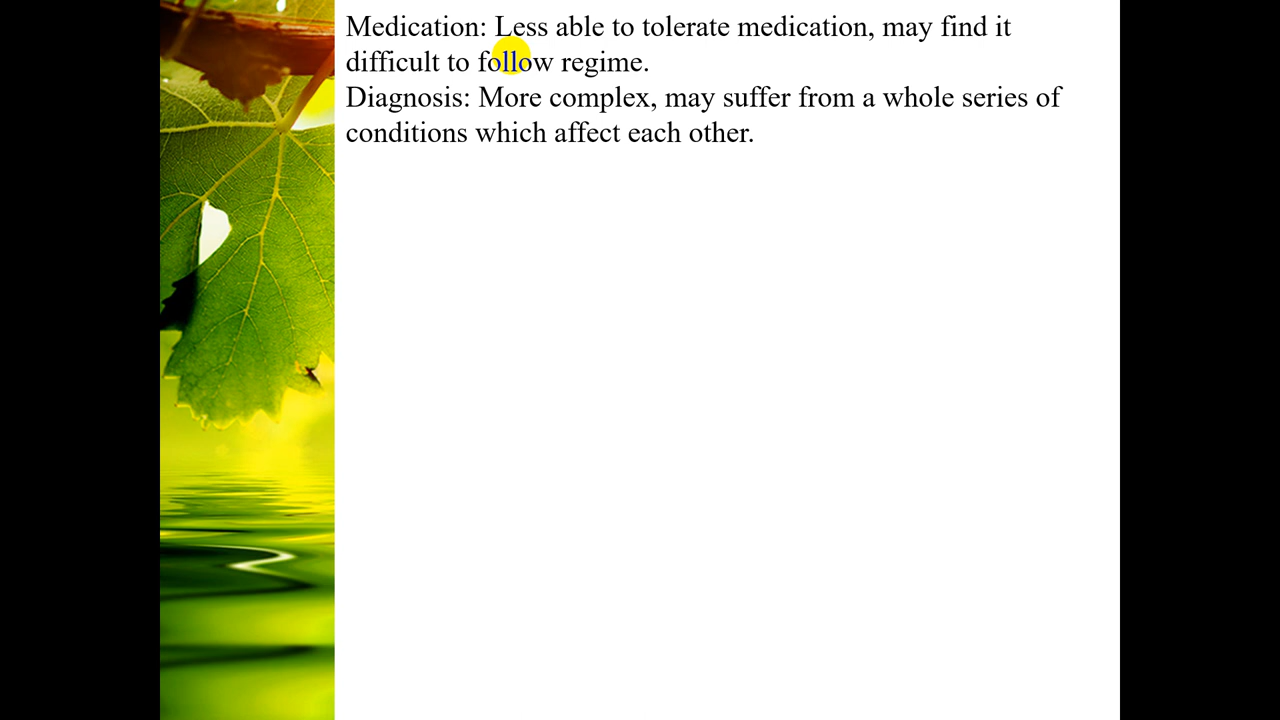 Medication: Less able to tolerate medication, may find it
difficult to follow regime.
Diagnosis: More complex, may suffer from a whole series of
conditions which affect each other.